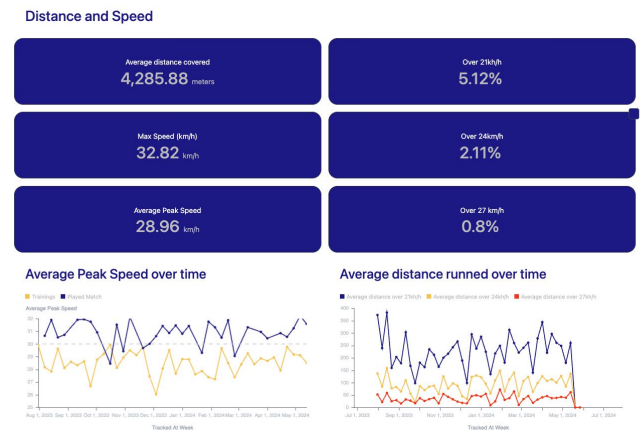 Distance and Speed
Average distance covered
4,285.88 meters
Over 21kh/h
5.12%
Max Speed (km/h)
32.82 km/h
Over 24km/h
2.11%
Average Peak Speed
28.96 km/h
Over 27 km/h
0.8%
Average Peak Speed over time
Trainings Played Match
Average Peak Speed
31
29
27
26
25
Aug 1, 2023 Sep 1, 2023 Oct 1, 2023 Nov 1, 2023 Dec 1, 2023 Jan 1, 2024 Feb 1, 2024 Mar 1, 2024 Apr 1, 2024 May 1, 2024
Tracked At Week
Average distance runned over time
Average distance over 21kh/h Average distance over 24kh/h Average distance over 27kh/h
400
350
300
250
200
150
100
50
0
Jul 1, 2023 Sep 1, 2023 Nov 1, 2023 Jan 1, 2024 Mar 1, 2024 May 1, 2024 Jul 1, 2024
Tracked At Week